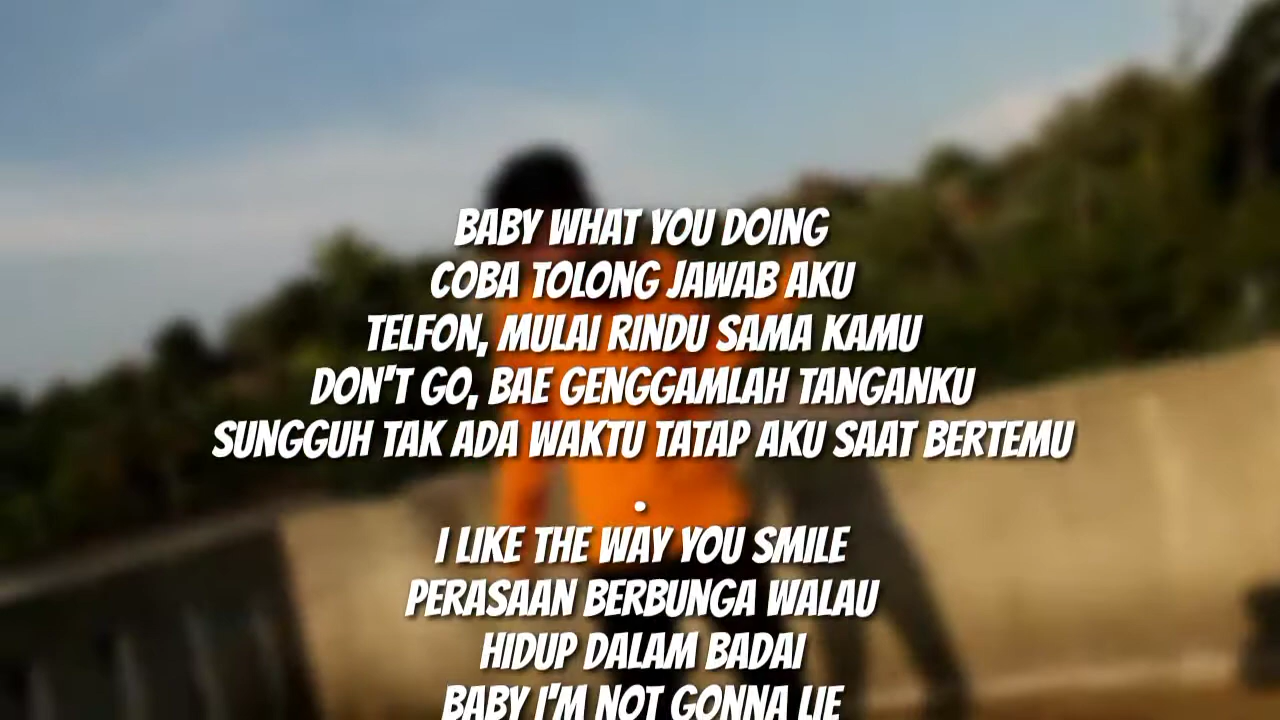 BABY WHAT YOU DOING
COBA TOLONG JAWAB AKU
TELFON, MULAI RINDU SAMA KAMU
DON'T GO, BAE GENGGAMLAH TANGANKU
SUNGGUH TAK ADA WAKTU TATAP AKU SAAT BERTEMU
.
I LIKE THE WAY YOU SMILE
PERASAAN BERBUNGA WALAU
HIDUP DALAM BADAI
BABY I'M NOT GONNA LIE